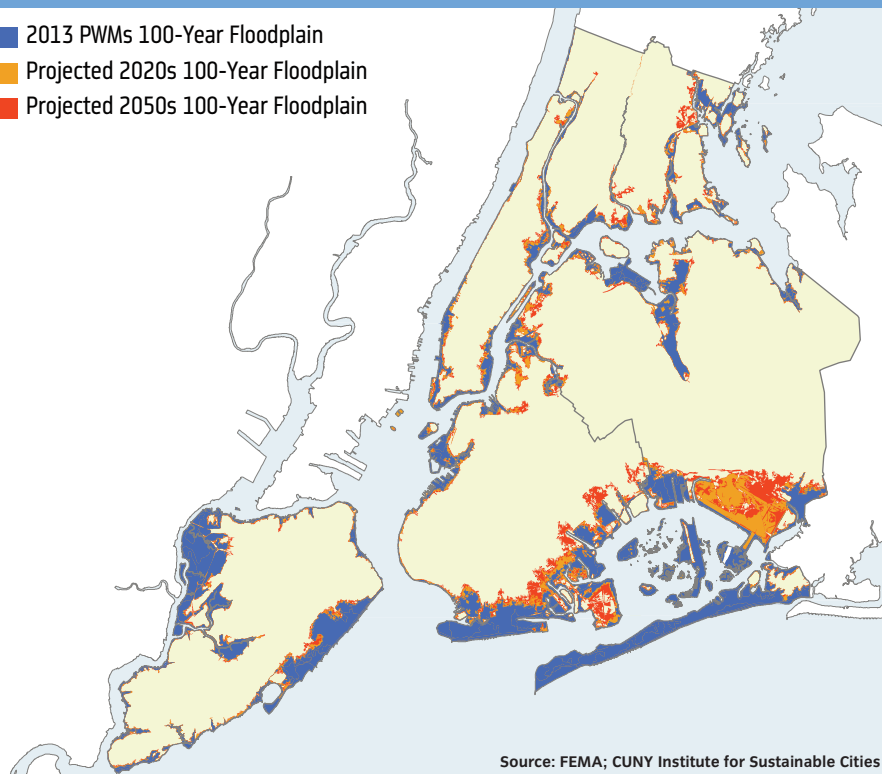 2013 PWMs 100-Year Floodplain
Projected 2020s 100-Year Floodplain
Projected 2050s 100-Year Floodplain
Source: FEMA; CUNY Institute for Sustainable Cities